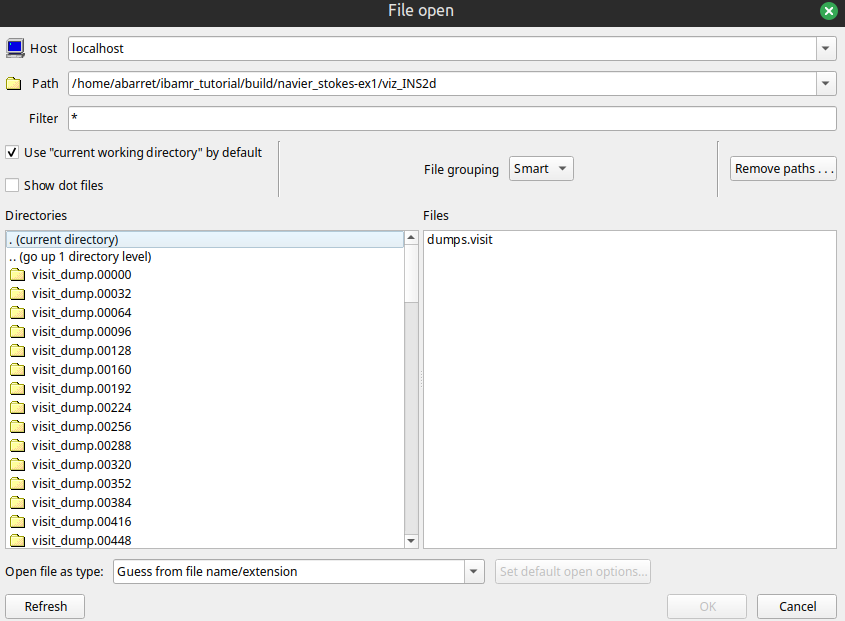 File open
Host localhost
Path /home/abarret/ibamr_tutorial/build/navier_stokes-ex1/viz_INS2d
Filter *
Use "current working directory" by default
Show dot files
File grouping Smart
Remove paths . . .
Directories
. (current directory)
.. (go up 1 directory level)
visit_dump.00000
visit_dump.00032
visit_dump.00064
visit_dump.00096
visit_dump.00128
visit_dump.00160
visit_dump.00192
visit_dump.00224
visit_dump.00256
visit_dump.00288
visit_dump.00320
visit_dump.00352
visit_dump.00384
visit_dump.00416
visit_dump.00448
Files
dumps.visit
Open file as type: Guess from file name/extension
Set default open options...
Refresh
OK
Cancel